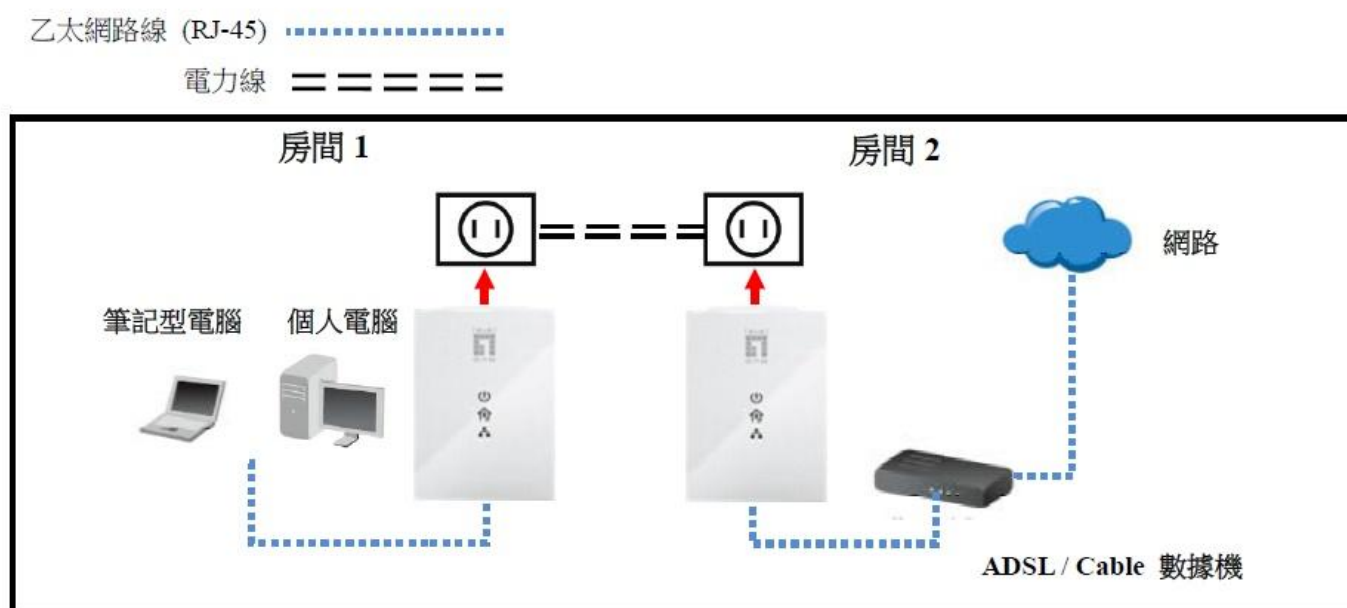 乙太網路線 (RJ-45)
電力線
房間 1
房間 2
網路
筆記型電腦
個人電腦
ADSL / Cable 數據機